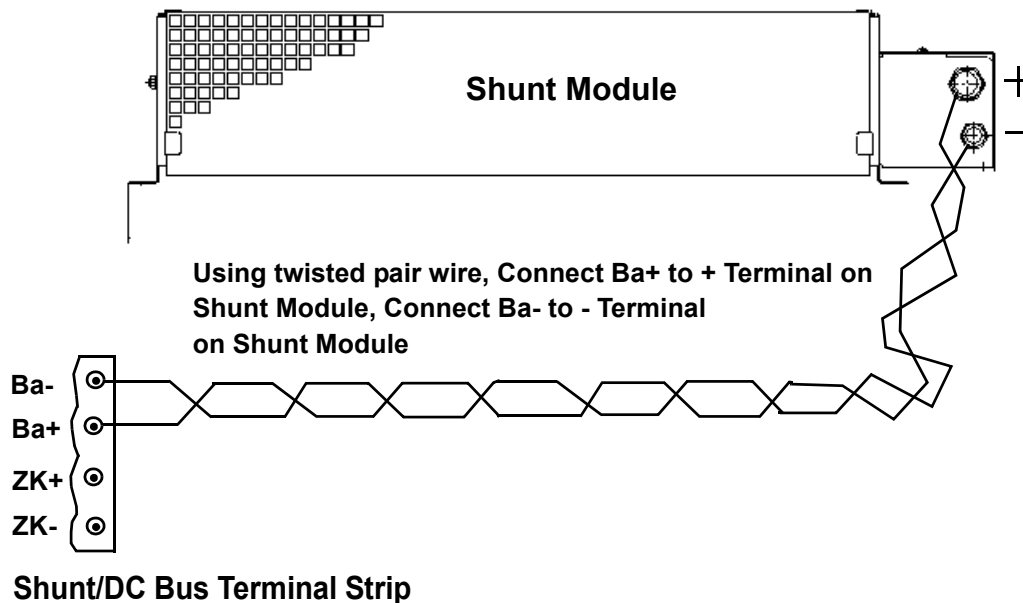 Shunt Module
+
-
Using twisted pair wire, Connect Ba+ to + Terminal on
Shunt Module, Connect Ba- to - Terminal
on Shunt Module
Ba-
Ba+
ZK+
ZK-
Shunt/DC Bus Terminal Strip